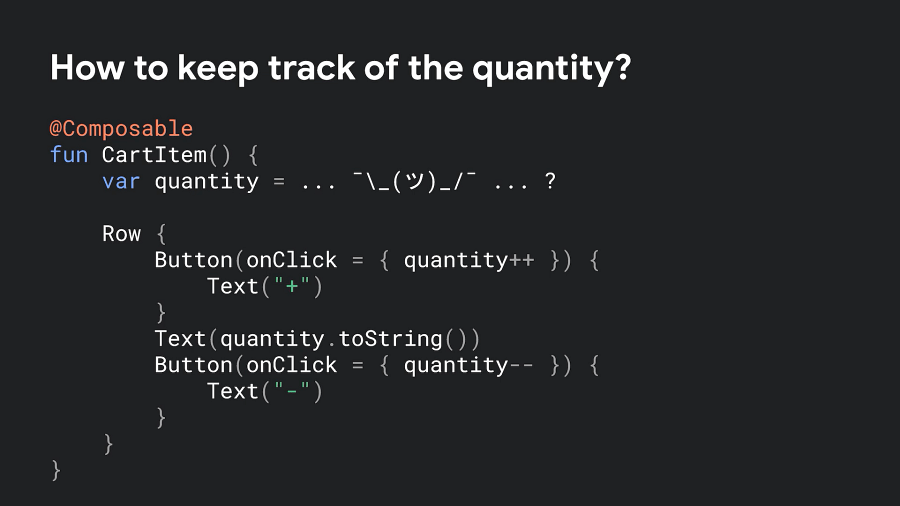 How to keep track of the quantity?
@Composable
fun CartItem() {
    var quantity = ... ¯\_(ツ)_/¯ ... ?
    Row {
        Button(onClick = { quantity++ }) {
            Text("+")
        }
        Text(quantity.toString())
        Button(onClick = { quantity-- }) {
            Text("-")
        }
    }
}